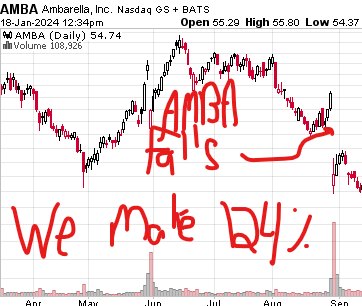 AMBA Ambarella, Inc. Nasdaq GS + BATS
18-Jan-2024 12:34pm Open 55.29 High 55.80 Low 54.37
AMBA (Daily) 54.74
Volume 108,926
AMBA
falls
We make 24%
Apr May Jun Jul Aug Sep